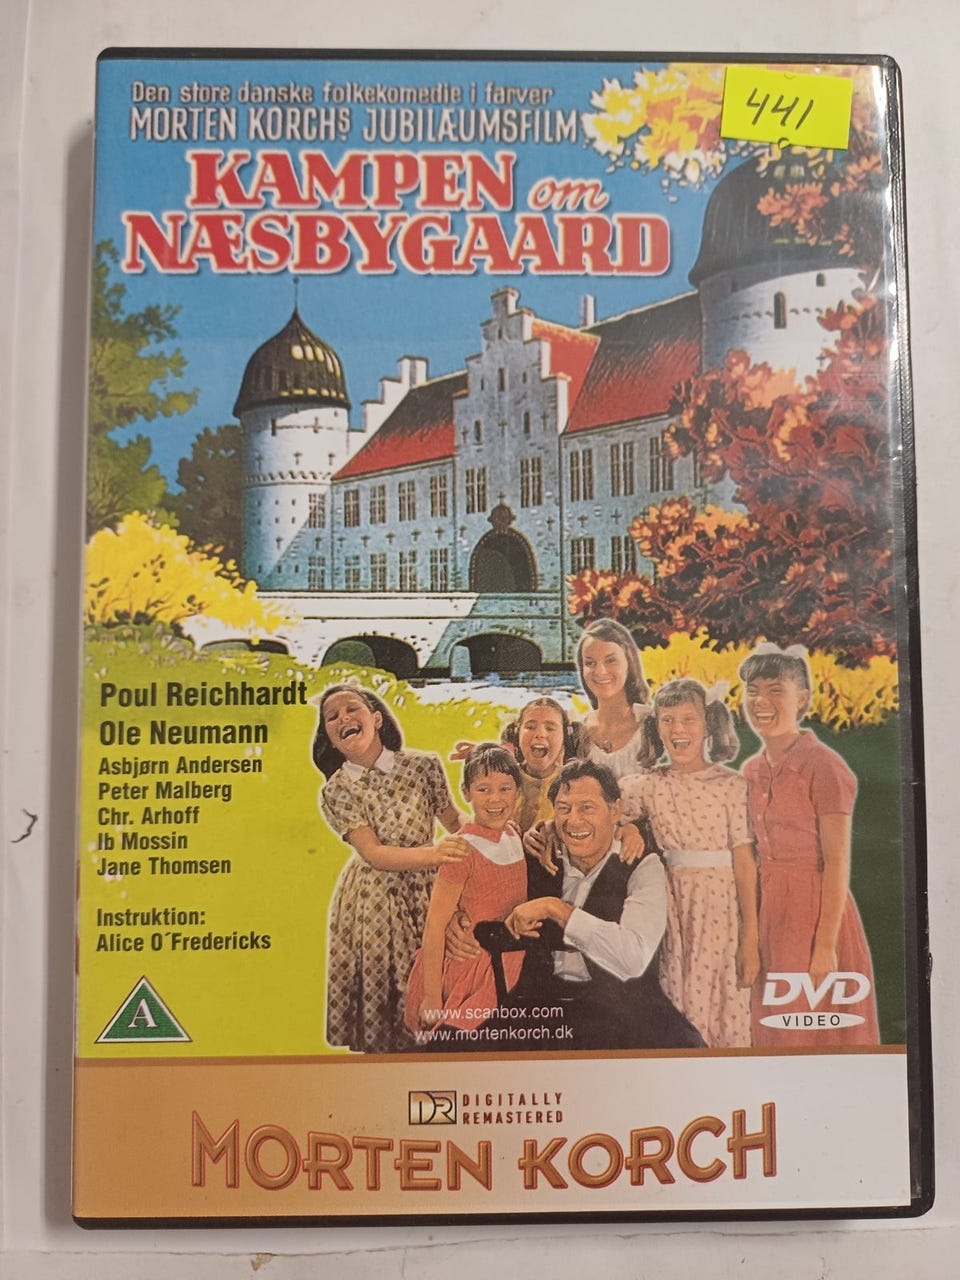 Den store danske folkekomedie i farver
MORTEN KORCHs JUBILÆUMSFILM
441
KAMPEN om
NÆSBYGAARD
Poul Reichhardt
Ole Neumann
Asbjørn Andersen
Peter Malberg
Chr. Arhoff
Ib Mossin
Jane Thomsen
Instruktion:
Alice O´Fredericks
A
www.scanbox.com
www.mortenkorch.dk
DVD
VIDEO
DR DIGITALLY
REMASTERED
MORTEN KORCH